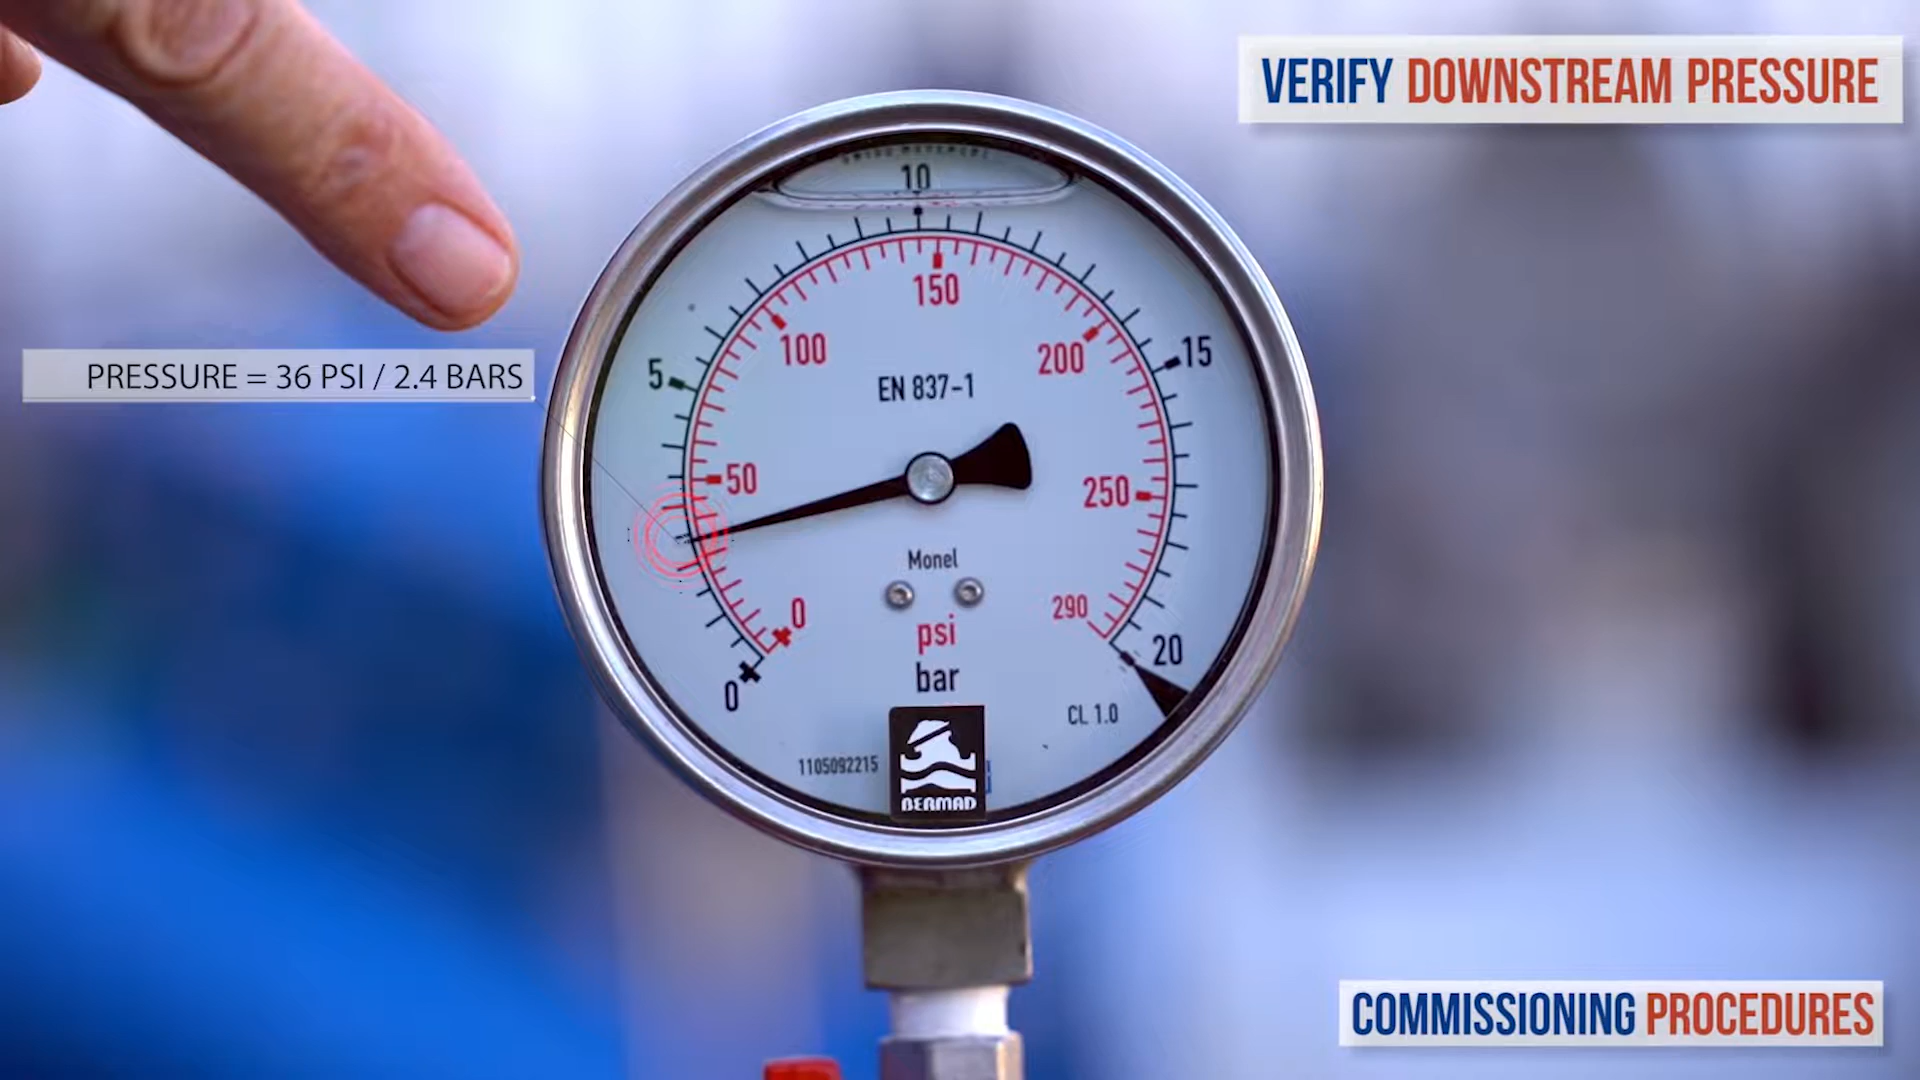 VERIFY DOWNSTREAM PRESSURE
10
150
100
200
5
15
PRESSURE = 36 PSI / 2.4 BARS
EN 837-1
50
250
Monel
0
290
psi
20
bar
0
CL 1.0
1105092215
BERMAD
COMMISSIONING PROCEDURES